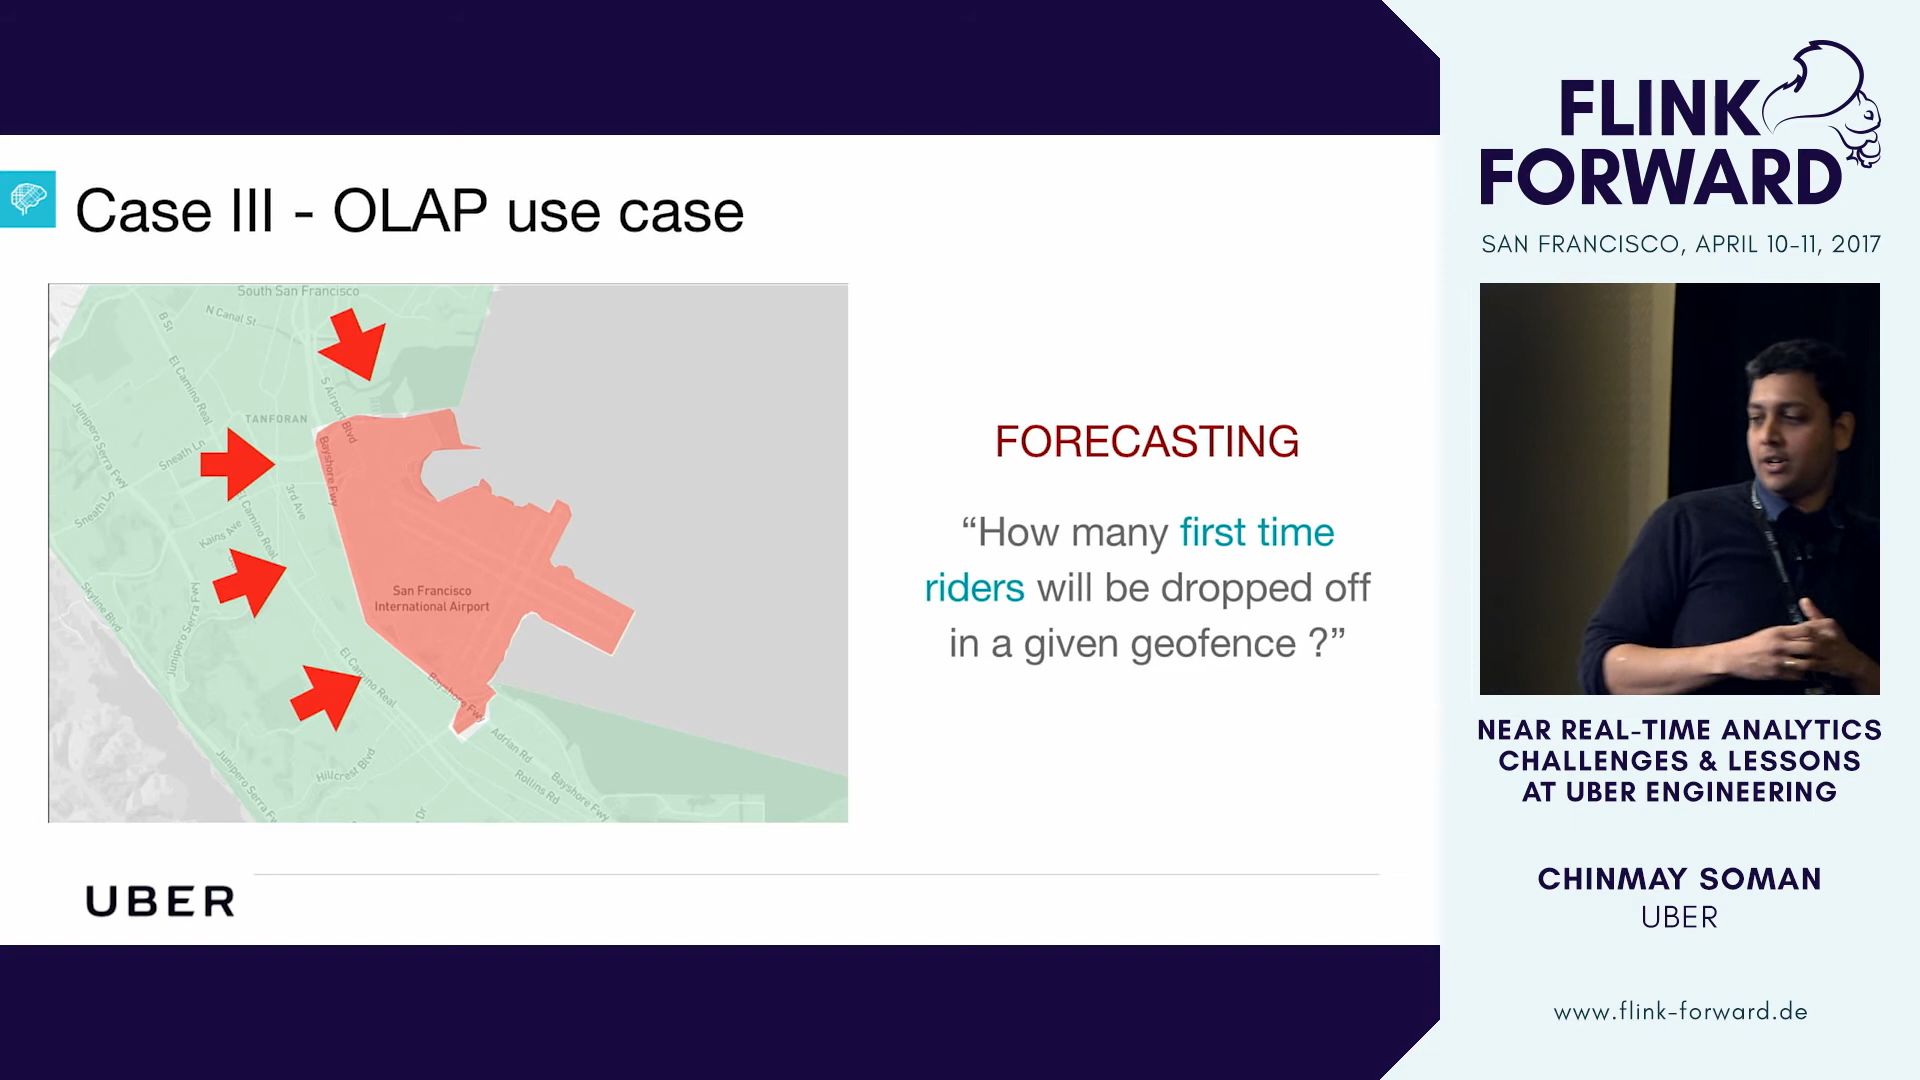 Case III - OLAP use case
South San Francisco
N Canal St
B St
El Camino Real
S Airport Blvd
TANFORAN
Junipero Serra Fwy
Sneath Ln
Bayshore Fwy
3rd Ave
Sneath Ln
El Camino Real
Kains Ave
San Francisco
International Airport
Skyline Blvd
Junipero Serra Fwy
El Camino Real
Bayshore Fwy
Adrian Rd
Hillcrest Blvd
Rollins Rd
Bayshore Fwy
Junipero Serra Fw
Dr
FORECASTING
“How many first time
riders will be dropped off
in a given geofence ?”
UBER
FLINK
FORWARD
SAN FRANCISCO, APRIL 10-11, 2017
NEAR REAL-TIME ANALYTICS
CHALLENGES & LESSONS
AT UBER ENGINEERING
CHINMAY SOMAN
UBER
www.flink-forward.de